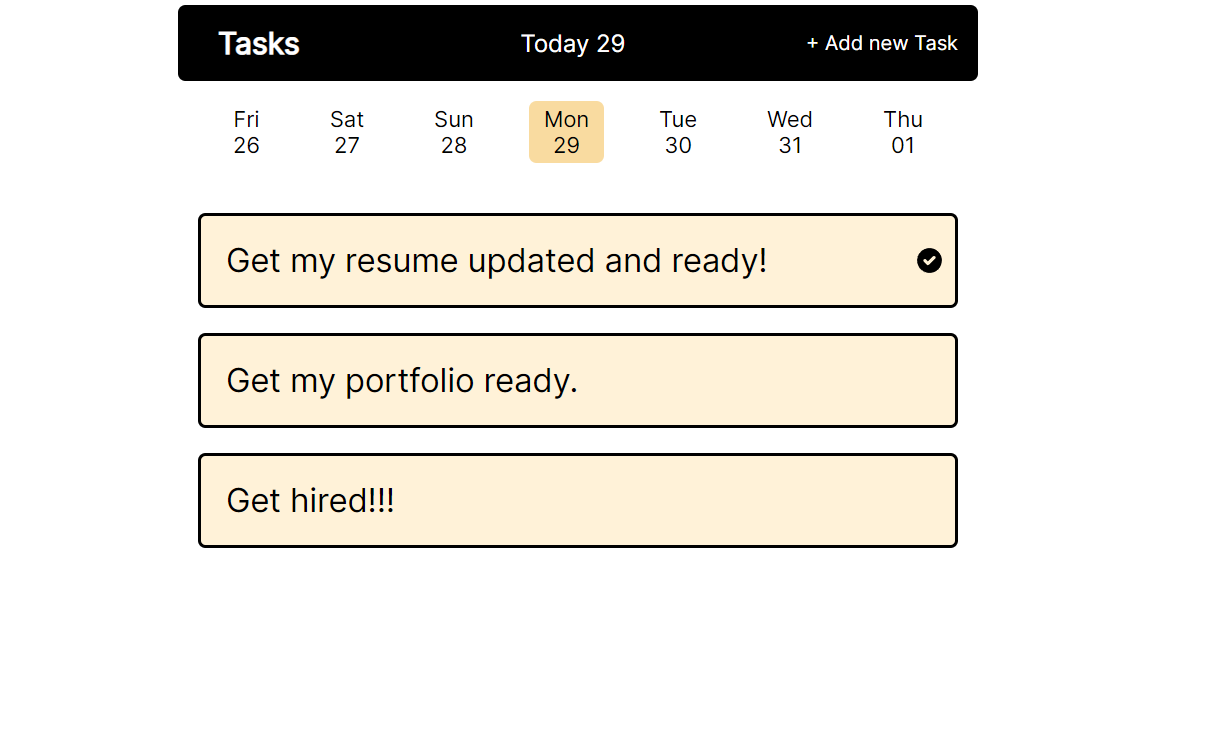 Tasks Today 29 + Add new Task
Fri Sat Sun Mon Tue Wed Thu
26 27 28 29 30 31 01
Get my resume updated and ready!
Get my portfolio ready.
Get hired!!!